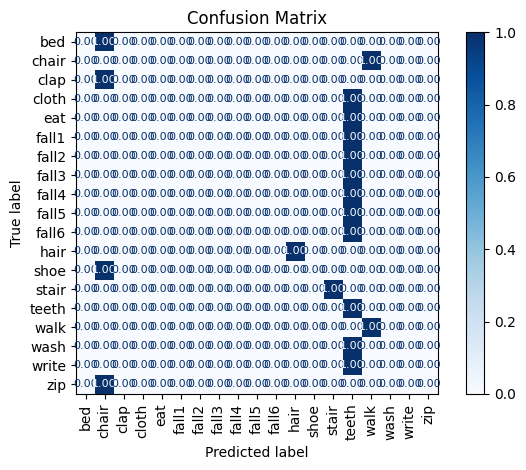 Confusion Matrix
True label
bed 0.00 1.00 0.00 0.00 0.00 0.00 0.00 0.00 0.00 0.00 0.00 0.00 0.00 0.00 0.00 0.00 0.00 0.00 0.00
chair 0.00 0.00 0.00 0.00 0.00 0.00 0.00 0.00 0.00 0.00 0.00 0.00 0.00 0.00 0.00 1.00 0.00 0.00 0.00
clap 0.00 1.00 0.00 0.00 0.00 0.00 0.00 0.00 0.00 0.00 0.00 0.00 0.00 0.00 0.00 0.00 0.00 0.00 0.00
cloth 0.00 0.00 0.00 0.00 0.00 0.00 0.00 0.00 0.00 0.00 0.00 0.00 0.00 0.00 1.00 0.00 0.00 0.00 0.00
eat 0.00 0.00 0.00 0.00 0.00 0.00 0.00 0.00 0.00 0.00 0.00 0.00 0.00 0.00 1.00 0.00 0.00 0.00 0.00
fall1 0.00 0.00 0.00 0.00 0.00 0.00 0.00 0.00 0.00 0.00 0.00 0.00 0.00 0.00 1.00 0.00 0.00 0.00 0.00
fall2 0.00 0.00 0.00 0.00 0.00 0.00 0.00 0.00 0.00 0.00 0.00 0.00 0.00 0.00 1.00 0.00 0.00 0.00 0.00
fall3 0.00 0.00 0.00 0.00 0.00 0.00 0.00 0.00 0.00 0.00 0.00 0.00 0.00 0.00 1.00 0.00 0.00 0.00 0.00
fall4 0.00 0.00 0.00 0.00 0.00 0.00 0.00 0.00 0.00 0.00 0.00 0.00 0.00 0.00 1.00 0.00 0.00 0.00 0.00
fall5 0.00 0.00 0.00 0.00 0.00 0.00 0.00 0.00 0.00 0.00 0.00 0.00 0.00 0.00 1.00 0.00 0.00 0.00 0.00
fall6 0.00 0.00 0.00 0.00 0.00 0.00 0.00 0.00 0.00 0.00 0.00 0.00 0.00 0.00 1.00 0.00 0.00 0.00 0.00
hair 0.00 0.00 0.00 0.00 0.00 0.00 0.00 0.00 0.00 0.00 0.00 1.00 0.00 0.00 0.00 0.00 0.00 0.00 0.00
shoe 0.00 1.00 0.00 0.00 0.00 0.00 0.00 0.00 0.00 0.00 0.00 0.00 0.00 0.00 0.00 0.00 0.00 0.00 0.00
stair 0.00 0.00 0.00 0.00 0.00 0.00 0.00 0.00 0.00 0.00 0.00 0.00 0.00 1.00 0.00 0.00 0.00 0.00 0.00
teeth 0.00 0.00 0.00 0.00 0.00 0.00 0.00 0.00 0.00 0.00 0.00 0.00 0.00 0.00 1.00 0.00 0.00 0.00 0.00
walk 0.00 0.00 0.00 0.00 0.00 0.00 0.00 0.00 0.00 0.00 0.00 0.00 0.00 0.00 0.00 1.00 0.00 0.00 0.00
wash 0.00 0.00 0.00 0.00 0.00 0.00 0.00 0.00 0.00 0.00 0.00 0.00 0.00 0.00 1.00 0.00 0.00 0.00 0.00
write 0.00 0.00 0.00 0.00 0.00 0.00 0.00 0.00 0.00 0.00 0.00 0.00 0.00 0.00 1.00 0.00 0.00 0.00 0.00
zip 0.00 1.00 0.00 0.00 0.00 0.00 0.00 0.00 0.00 0.00 0.00 0.00 0.00 0.00 0.00 0.00 0.00 0.00 0.00
bed chair clap cloth eat fall1 fall2 fall3 fall4 fall5 fall6 hair shoe stair teeth walk wash write zip
Predicted label
1.0
0.8
0.6
0.4
0.2
0.0